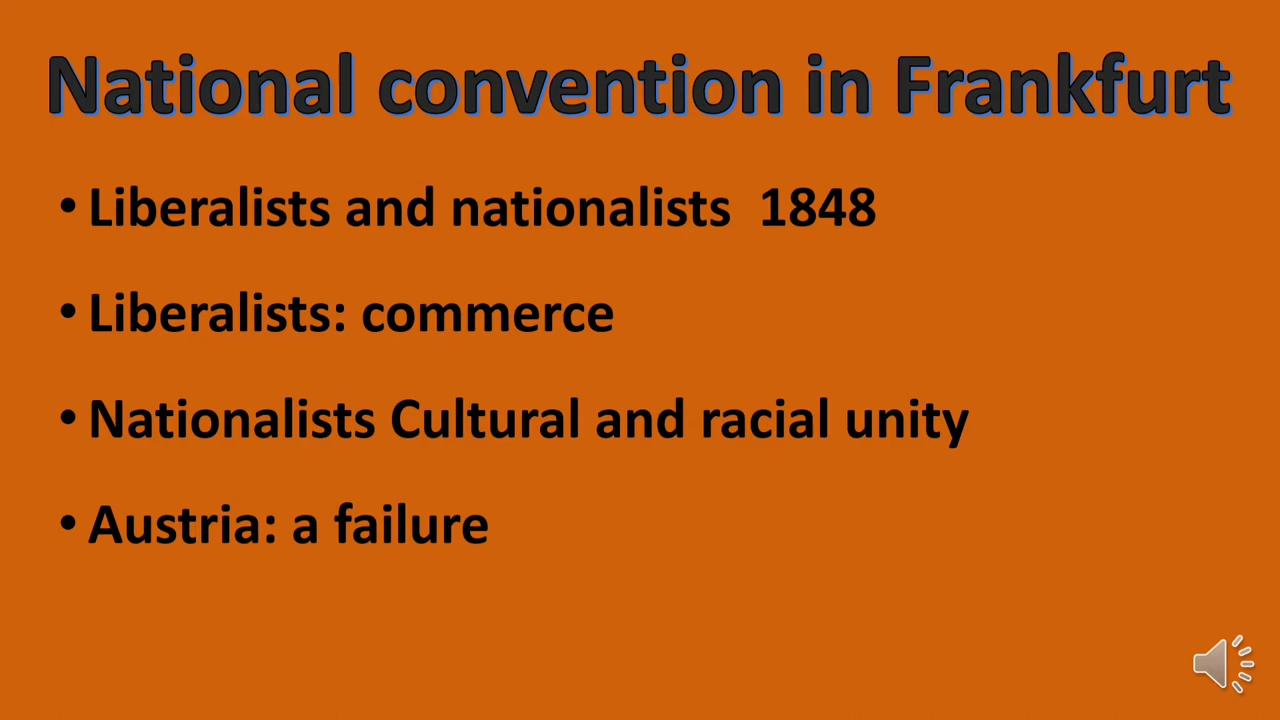 National convention in Frankfurt
• Liberalists and nationalists  1848
• Liberalists: commerce
• Nationalists Cultural and racial unity
• Austria: a failure